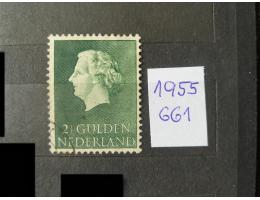 2½ GULDEN
NEDERLAND
1955
661